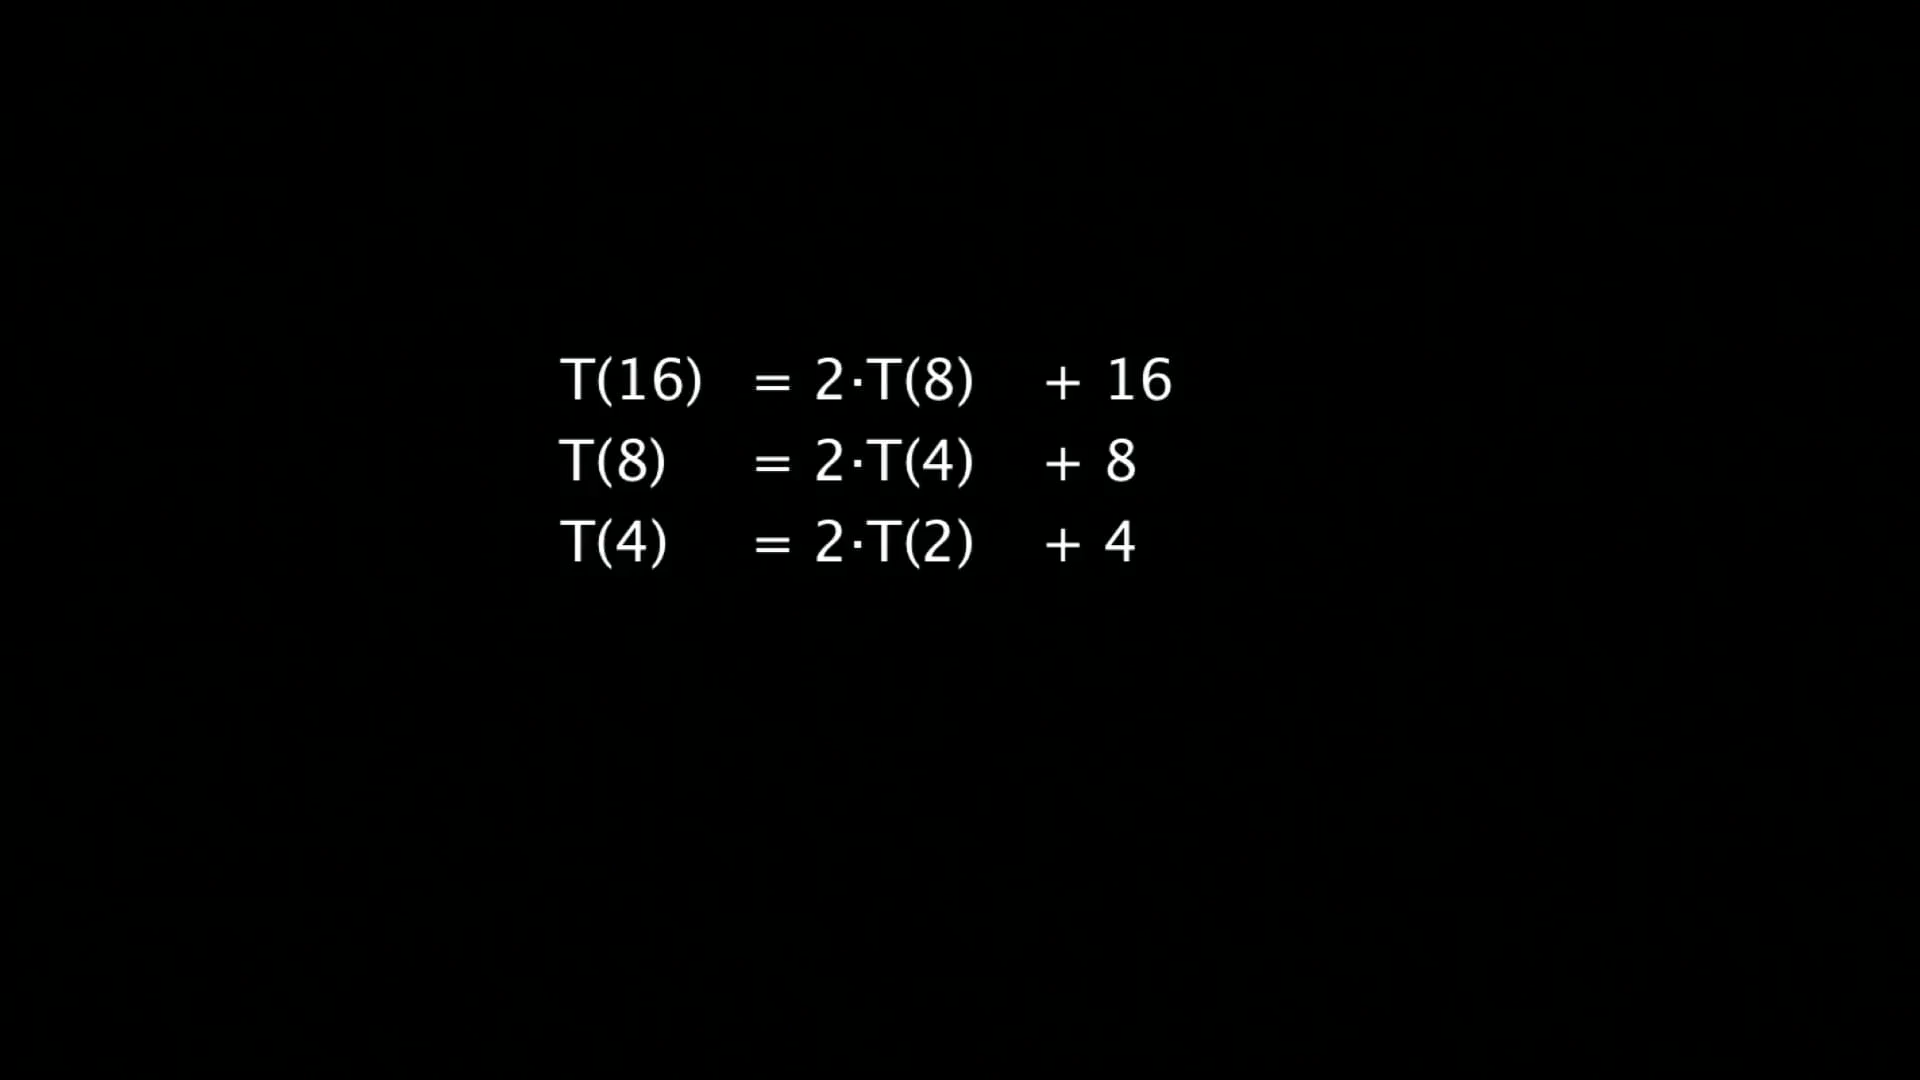 T(16) = 2·T(8) + 16
T(8) = 2·T(4) + 8
T(4) = 2·T(2) + 4